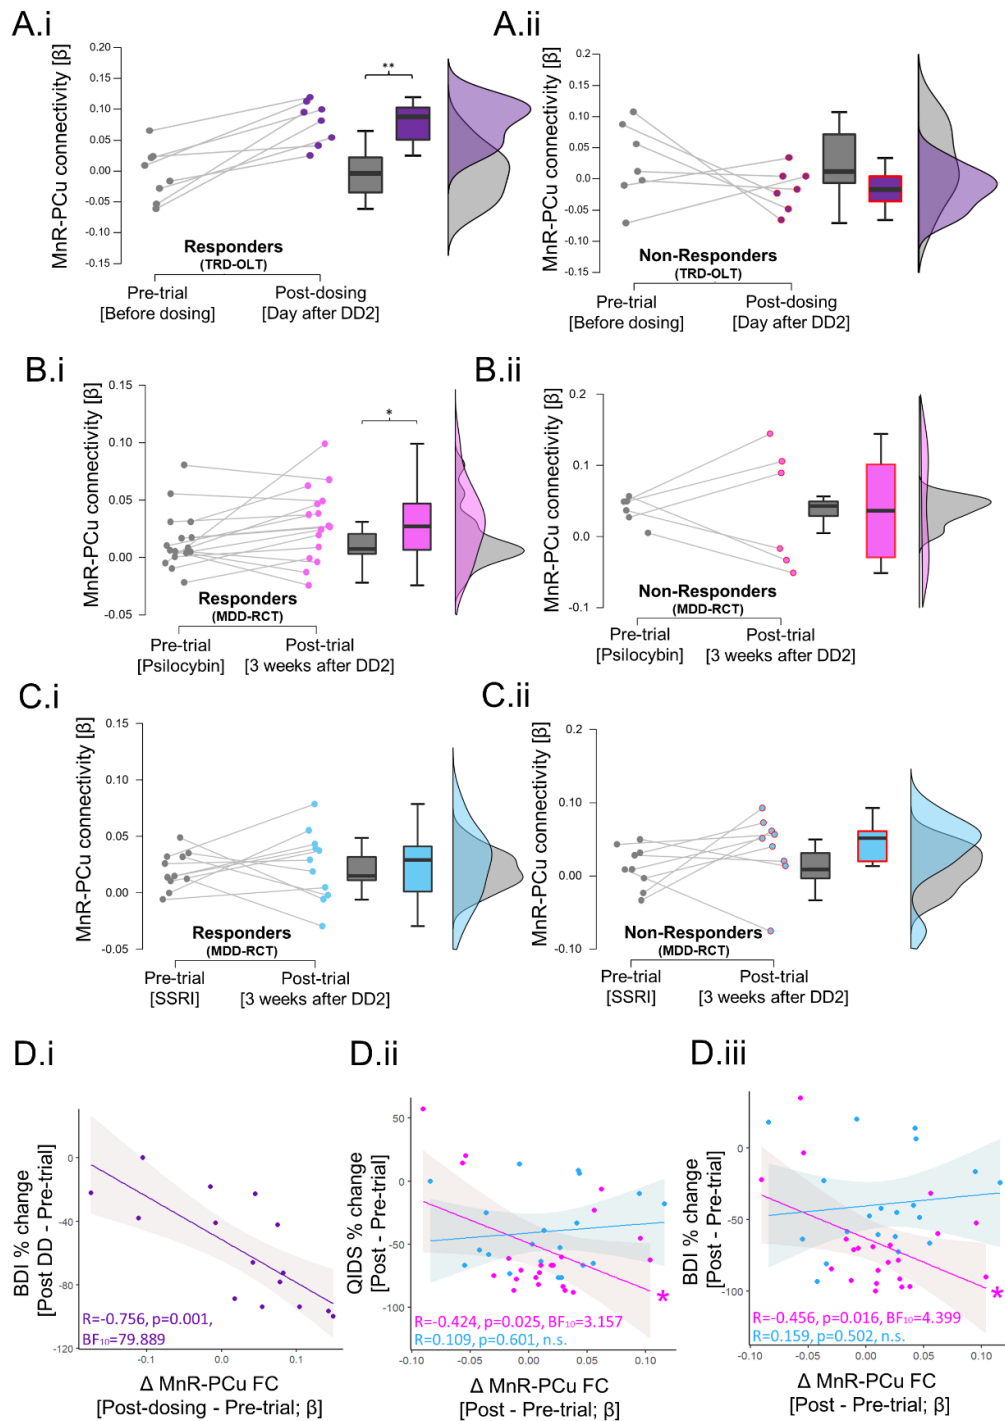 A.i
MnR-PCu connectivity [β]
0.20
0.15
0.10
0.05
0.00
-0.05
-0.10
-0.15
**
Responders
(TRD-OLT)
Pre-trial
[Before dosing]
Post-dosing
[Day after DD2]
A.ii
MnR-PCu connectivity [β]
0.20
0.15
0.10
0.05
0.00
-0.05
-0.10
-0.15
Non-Responders
(TRD-OLT)
Pre-trial
[Before dosing]
Post-dosing
[Day after DD2]
B.i
MnR-PCu connectivity [β]
0.15
0.10
0.05
0.00
-0.05
*
Responders
(MDD-RCT)
Pre-trial
[Psilocybin]
Post-trial
[3 weeks after DD2]
B.ii
MnR-PCu connectivity [β]
0.2
0.1
0.0
-0.1
Non-Responders
(MDD-RCT)
Pre-trial
[Psilocybin]
Post-trial
[3 weeks after DD2]
C.i
MnR-PCu connectivity [β]
0.15
0.10
0.05
0.00
-0.05
Responders
(MDD-RCT)
Pre-trial
[SSRI]
Post-trial
[3 weeks after DD2]
C.ii
MnR-PCu connectivity [β]
0.2
0.10
0.00
-0.10
Non-Responders
(MDD-RCT)
Pre-trial
[SSRI]
Post-trial
[3 weeks after DD2]
D.i
BDI % change
[Post DD - Pre-trial]
0
-40
-80
-120
R=-0.756, p=0.001,
BF₁₀=79.889
-0.1
0.0
0.1
Δ MnR-PCu FC
[Post-dosing - Pre-trial; β]
D.ii
QIDS % change
[Post - Pre-trial]
50
0
-50
-100
*
R=-0.424, p=0.025, BF₁₀=3.157
R=0.109, p=0.601, n.s.
-0.10
-0.05
0.00
0.05
0.10
Δ MnR-PCu FC
[Post - Pre-trial; β]
D.iii
BDI % change
[Post - Pre-trial]
0
-50
-100
*
R=-0.456, p=0.016, BF₁₀=4.399
R=0.159, p=0.502, n.s.
-0.10
-0.05
0.00
0.05
0.10
Δ MnR-PCu FC
[Post - Pre-trial; β]